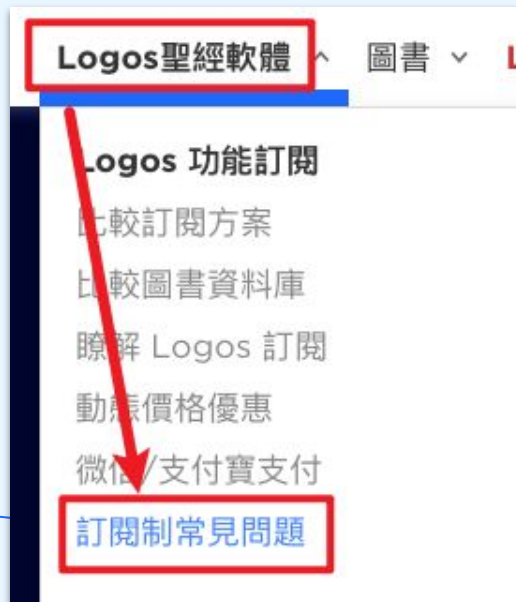 Logos聖經軟體 圖書 L
Logos 功能訂閱
比較訂閱方案
比較圖書資料庫
瞭解 Logos 訂閱
動態價格優惠
微信/支付寶支付
訂閱制常見問題